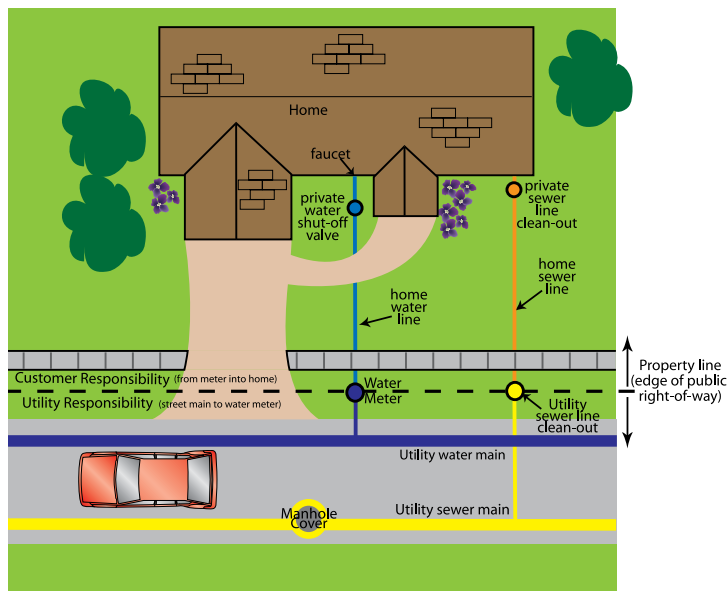 Home
faucet
private
water
shut-off
valve
private
sewer
line
clean-out
home
sewer
line
home
water
line
Property line
(edge of public
right-of-way)
Customer Responsibility (from meter into home)
Utility Responsibility (street main to water meter)
Water
Meter
Utility
sewer line
clean-out
Utility water main
Utility sewer main
Manhole
Cover